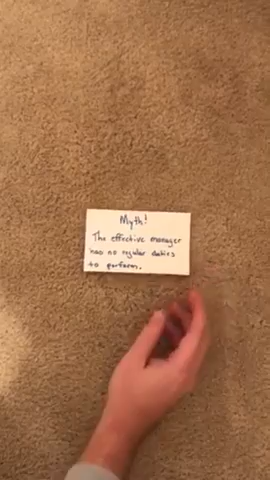 Myth!
The effective manager
has no regular duties
to perform.